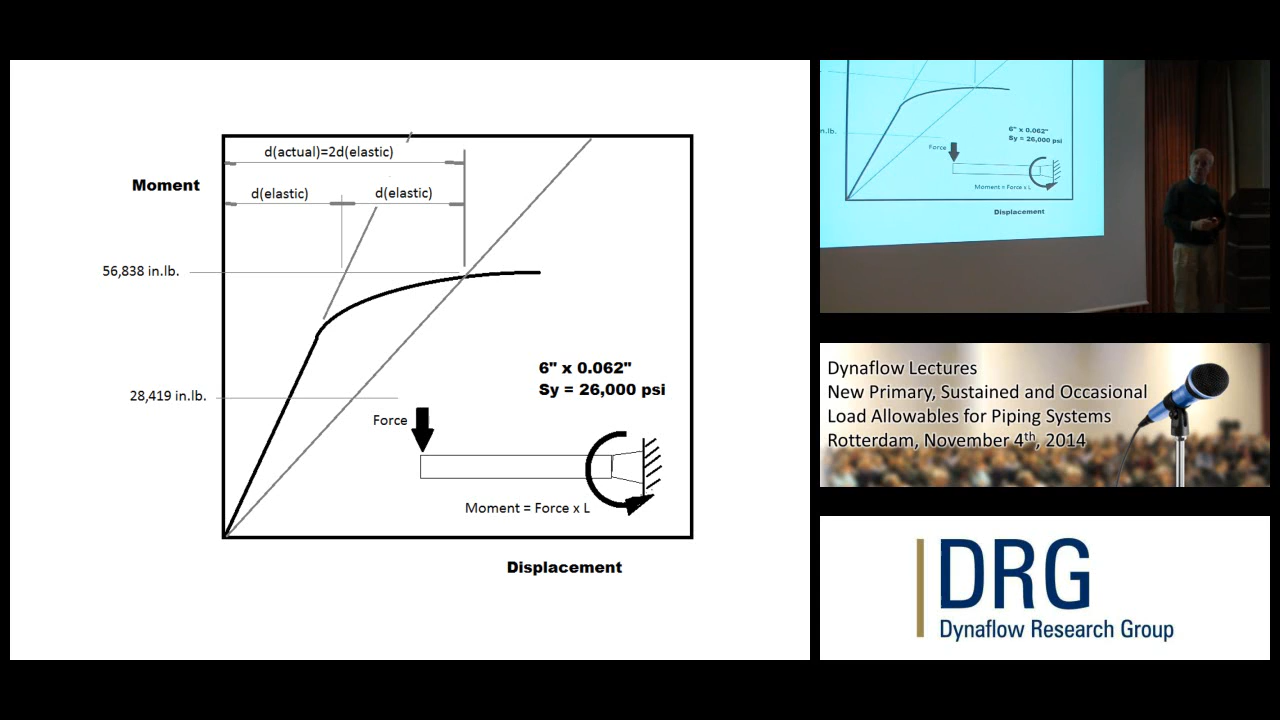 d(actual)=2d(elastic)
Moment
d(elastic)
d(elastic)
56,838 in.lb.
6" x 0.062"
Sy = 26,000 psi
28,419 in.lb.
Force
Moment = Force x L
Displacement
n.lb.
6" x 0.062"
Sy = 26,000 psi
Force
Moment = Force x L
Displacement
Dynaflow Lectures
New Primary, Sustained and Occasional
Load Allowables for Piping Systems
Rotterdam, November 4th, 2014
DRG
Dynaflow Research Group